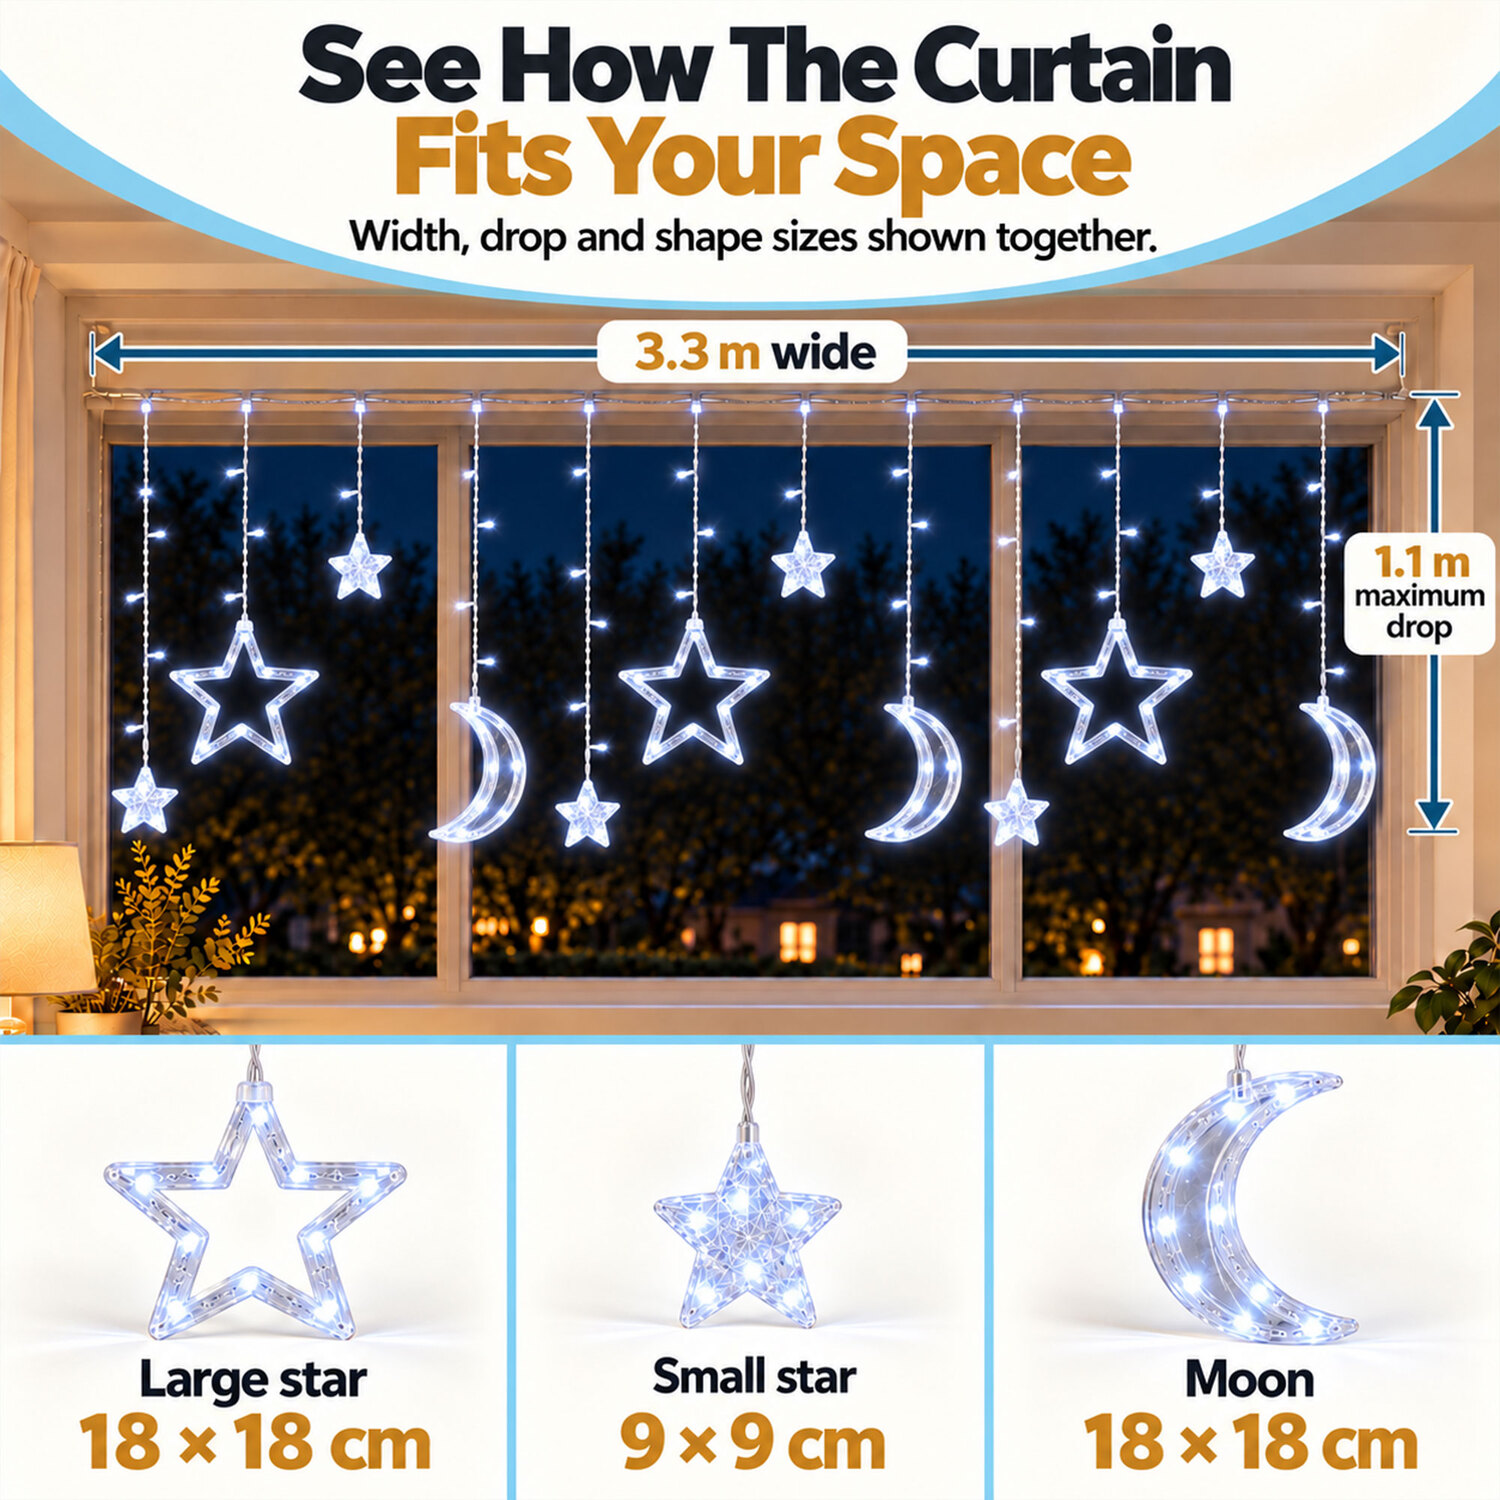 See How The Curtain
Fits Your Space
Width, drop and shape sizes shown together.
3.3 m wide
1.1 m
maximum
drop
Large star
18 × 18 cm
Small star
9 × 9 cm
Moon
18 × 18 cm